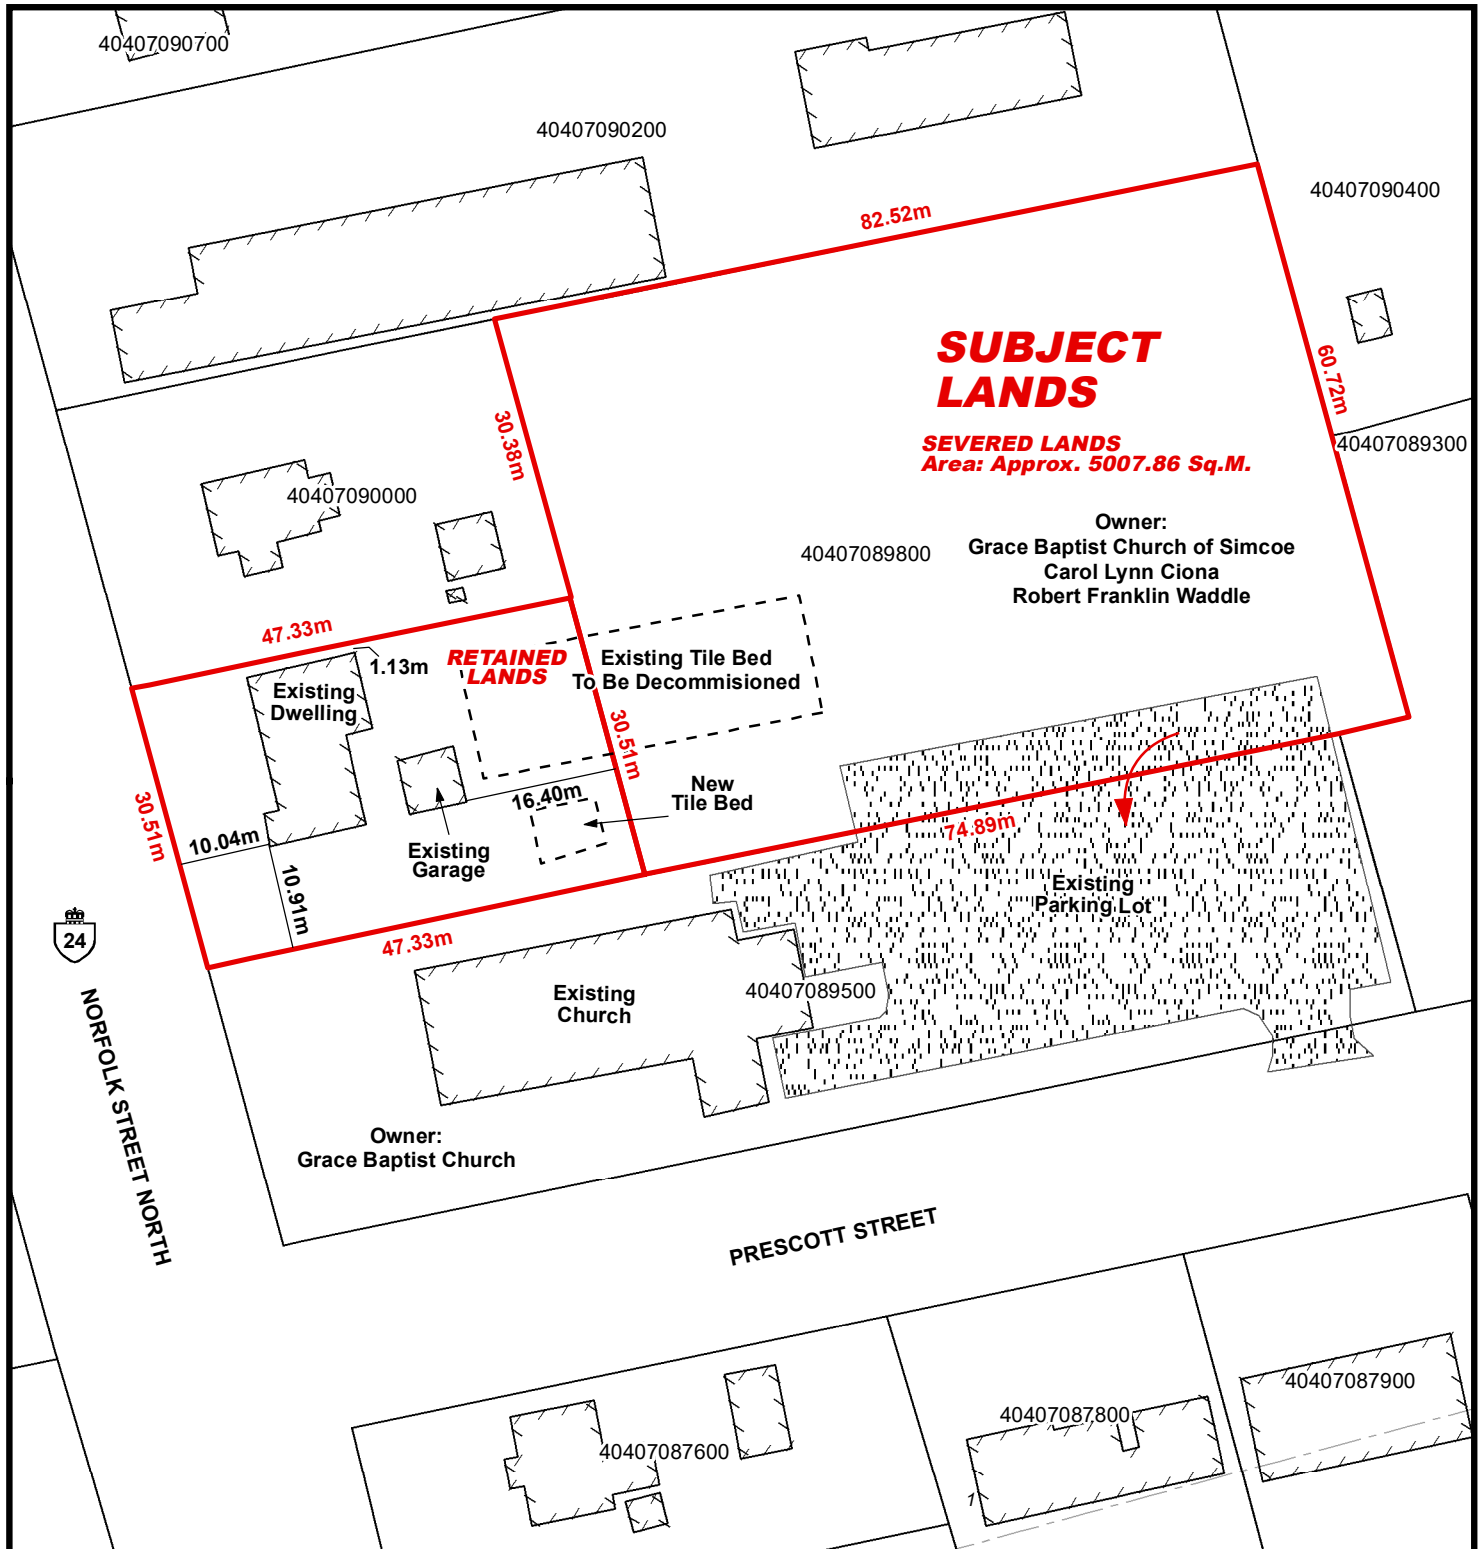 40407090700
40407090200
40407090400
82.52m
SUBJECT
LANDS
60.72m
SEVERED LANDS
Area: Approx. 5007.86 Sq.M.
40407089300
30.38m
40407090000
Owner:
Grace Baptist Church of Simcoe
Carol Lynn Ciona
Robert Franklin Waddle
40407089800
47.33m
1.13m
RETAINED
LANDS
Existing Tile Bed
To Be Decommisioned
Existing
Dwelling
30.51m
30.51m
16.40m
New
Tile Bed
10.04m
Existing
Garage
74.89m
10.91m
Existing
Parking Lot
47.33m
24
Existing
Church
40407089500
NORFOLK STREET NORTH
Owner:
Grace Baptist Church
PRESCOTT STREET
40407087900
40407087800
40407087600
1